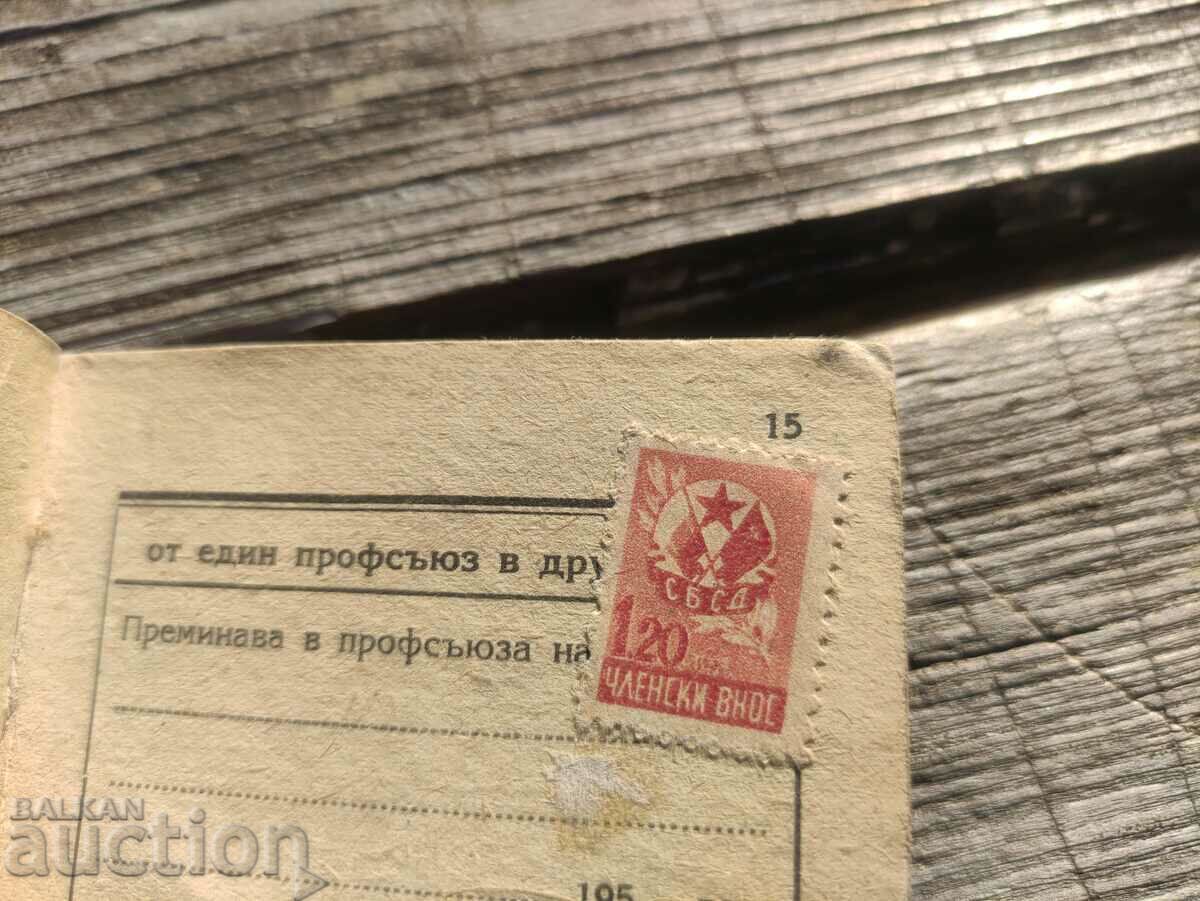 15
от един профсъюз в дру
Преминава в профсъюза на
СБСД
1.20
ЧЛЕНСКИ ВНОС
195
BALKAN
auction